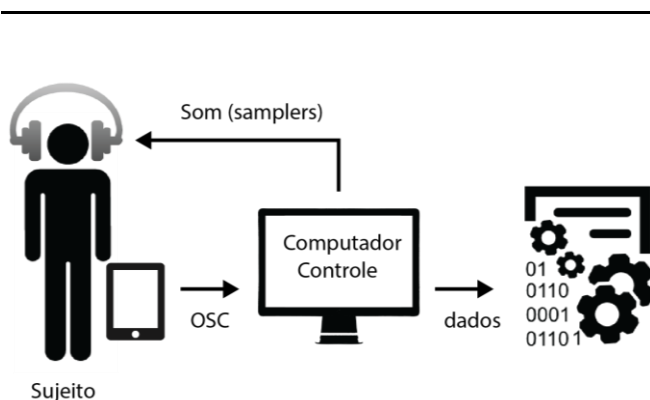 Som (samplers)
Computador
Controle
OSC
dados
01
0110
0001
01101
Sujeito